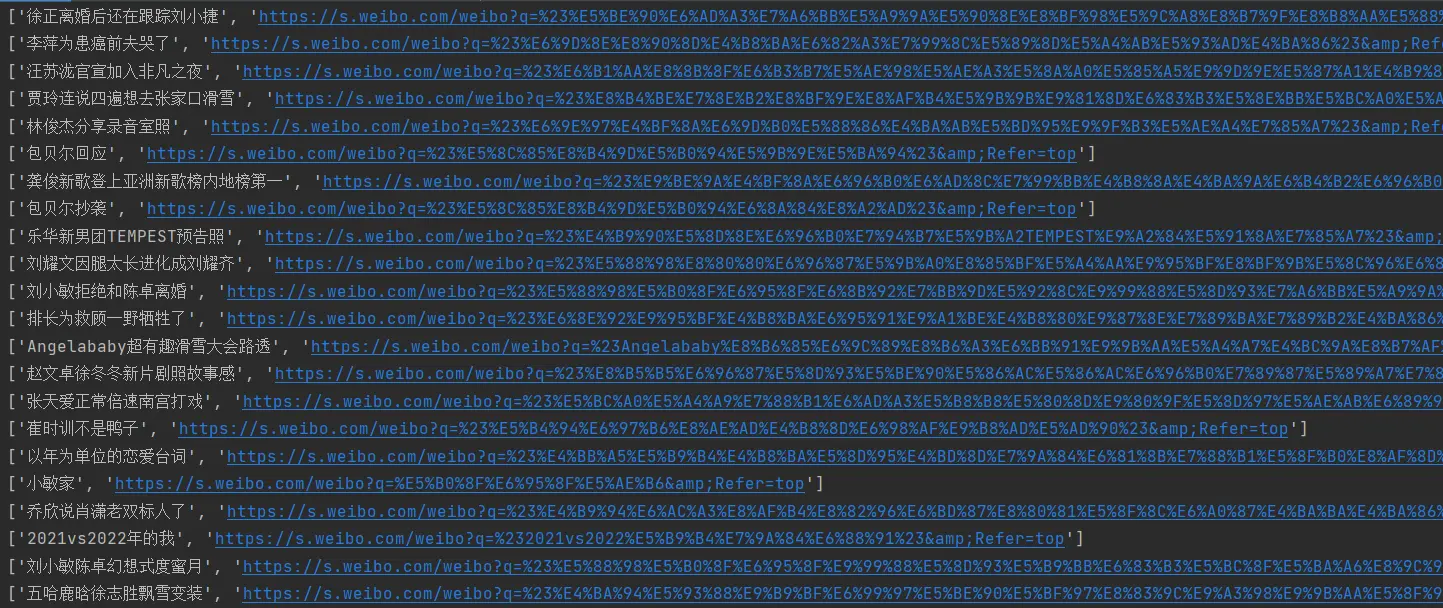 ['徐正离婚后还在跟踪刘小捷', 'https://s.weibo.com/weibo?q=%23%E5%BE%90%E6%AD%A3%E7%A6%BB%E5%A9%9A%E5%90%8E%E8%BF%98%E5%9C%A8%E8%B7%9F%E8%B8%AA%E5%88
['李萍为患癌前夫哭了', 'https://s.weibo.com/weibo?q=%23%E6%9D%8E%E8%90%8D%E4%B8%BA%E6%82%A3%E7%99%8C%E5%89%8D%E5%A4%AB%E5%93%AD%E4%BA%86%23&amp;Ref
['汪苏泷官宣加入非凡之夜', 'https://s.weibo.com/weibo?q=%23%E6%B1%AA%E8%8B%8F%E6%B3%B7%E5%AE%98%E5%AE%A3%E5%8A%A0%E5%85%A5%E9%9D%9E%E5%87%A1%E4%B9%8
['贾玲连说四遍想去张家口滑雪', 'https://s.weibo.com/weibo?q=%23%E8%B4%BE%E7%8E%B2%E8%BF%9E%E8%AF%B4%E5%9B%9B%E9%81%8D%E6%83%B3%E5%8E%BB%E5%BC%A0%E5%A
['林俊杰分享录音室照', 'https://s.weibo.com/weibo?q=%23%E6%9E%97%E4%BF%8A%E6%9D%B0%E5%88%86%E4%BA%AB%E5%BD%95%E9%9F%B3%E5%AE%A4%E7%85%A7%23&amp;Ref
['包贝尔回应', 'https://s.weibo.com/weibo?q=%23%E5%8C%85%E8%B4%9D%E5%B0%94%E5%9B%9E%E5%BA%94%23&amp;Refer=top']
['龚俊新歌登上亚洲新歌榜内地榜第一', 'https://s.weibo.com/weibo?q=%23%E9%BE%9A%E4%BF%8A%E6%96%B0%E6%AD%8C%E7%99%BB%E4%B8%8A%E4%BA%9A%E6%B4%B2%E6%96%B0
['包贝尔抄袭', 'https://s.weibo.com/weibo?q=%23%E5%8C%85%E8%B4%9D%E5%B0%94%E6%8A%84%E8%A2%AD%23&amp;Refer=top']
['乐华新男团TEMPEST预告照', 'https://s.weibo.com/weibo?q=%23%E4%B9%90%E5%8D%8E%E6%96%B0%E7%94%B7%E5%9B%A2TEMPEST%E9%A2%84%E5%91%8A%E7%85%A7%23&amp;
['刘耀文因腿太长进化成刘耀齐', 'https://s.weibo.com/weibo?q=%23%E5%88%98%E8%80%80%E6%96%87%E5%9B%A0%E8%85%BF%E5%A4%AA%E9%95%BF%E8%BF%9B%E5%8C%96%E6%8
['刘小敏拒绝和陈卓离婚', 'https://s.weibo.com/weibo?q=%23%E5%88%98%E5%B0%8F%E6%95%8F%E6%8B%92%E7%BB%9D%E5%92%8C%E9%99%88%E5%8D%93%E7%A6%BB%E5%A9%9A%
['排长为救顾一野牺牲了', 'https://s.weibo.com/weibo?q=%23%E6%8E%92%E9%95%BF%E4%B8%BA%E6%95%91%E9%A1%BE%E4%B8%80%E9%87%8E%E7%89%BA%E7%89%B2%E4%BA%86%
['Angelababy超有趣滑雪大会路透', 'https://s.weibo.com/weibo?q=%23Angelababy%E8%B6%85%E6%9C%89%E8%B6%A3%E6%BB%91%E9%9B%AA%E5%A4%A7%E4%BC%9A%E8%B7%AF%
['赵文卓徐冬冬新片剧照故事感', 'https://s.weibo.com/weibo?q=%23%E8%B5%B5%E6%96%87%E5%8D%93%E5%BE%90%E5%86%AC%E5%86%AC%E6%96%B0%E7%89%87%E5%89%A7%E7%8
['张天爱正常倍速南宫打戏', 'https://s.weibo.com/weibo?q=%23%E5%BC%A0%E5%A4%A9%E7%88%B1%E6%AD%A3%E5%B8%B8%E5%80%8D%E9%80%9F%E5%8D%97%E5%AE%AB%E6%89%9
['崔时训不是鸭子', 'https://s.weibo.com/weibo?q=%23%E5%B4%94%E6%97%B6%E8%AE%AD%E4%B8%8D%E6%98%AF%E9%B8%AD%E5%AD%90%23&amp;Refer=top']
['以年为单位的恋爱台词', 'https://s.weibo.com/weibo?q=%23%E4%BB%A5%E5%B9%B4%E4%B8%BA%E5%8D%95%E4%BD%8D%E7%9A%84%E6%81%8B%E7%88%B1%E5%8F%B0%E8%AF%8D%
['小敏家', 'https://s.weibo.com/weibo?q=%E5%B0%8F%E6%95%8F%E5%AE%B6&amp;Refer=top']
['乔欣说肖潇老双标人了', 'https://s.weibo.com/weibo?q=%23%E4%B9%94%E6%AC%A3%E8%AF%B4%E8%82%96%E6%BD%87%E8%80%81%E5%8F%8C%E6%A0%87%E4%BA%BA%E4%BA%86%
['2021vs2022年的我', 'https://s.weibo.com/weibo?q=%232021vs2022%E5%B9%B4%E7%9A%84%E6%88%91%23&amp;Refer=top']
['刘小敏陈卓幻想式度蜜月', 'https://s.weibo.com/weibo?q=%23%E5%88%98%E5%B0%8F%E6%95%8F%E9%99%88%E5%8D%93%E5%B9%BB%E6%83%B3%E5%BC%8F%E5%BA%A6%E8%9C%9
['五哈鹿晗徐志胜飘雪变装', 'https://s.weibo.com/weibo?q=%23%E4%BA%94%E5%93%88%E9%B9%BF%E6%99%97%E5%BE%90%E5%BF%97%E8%83%9C%E9%A3%98%E9%9B%AA%E5%8F%9